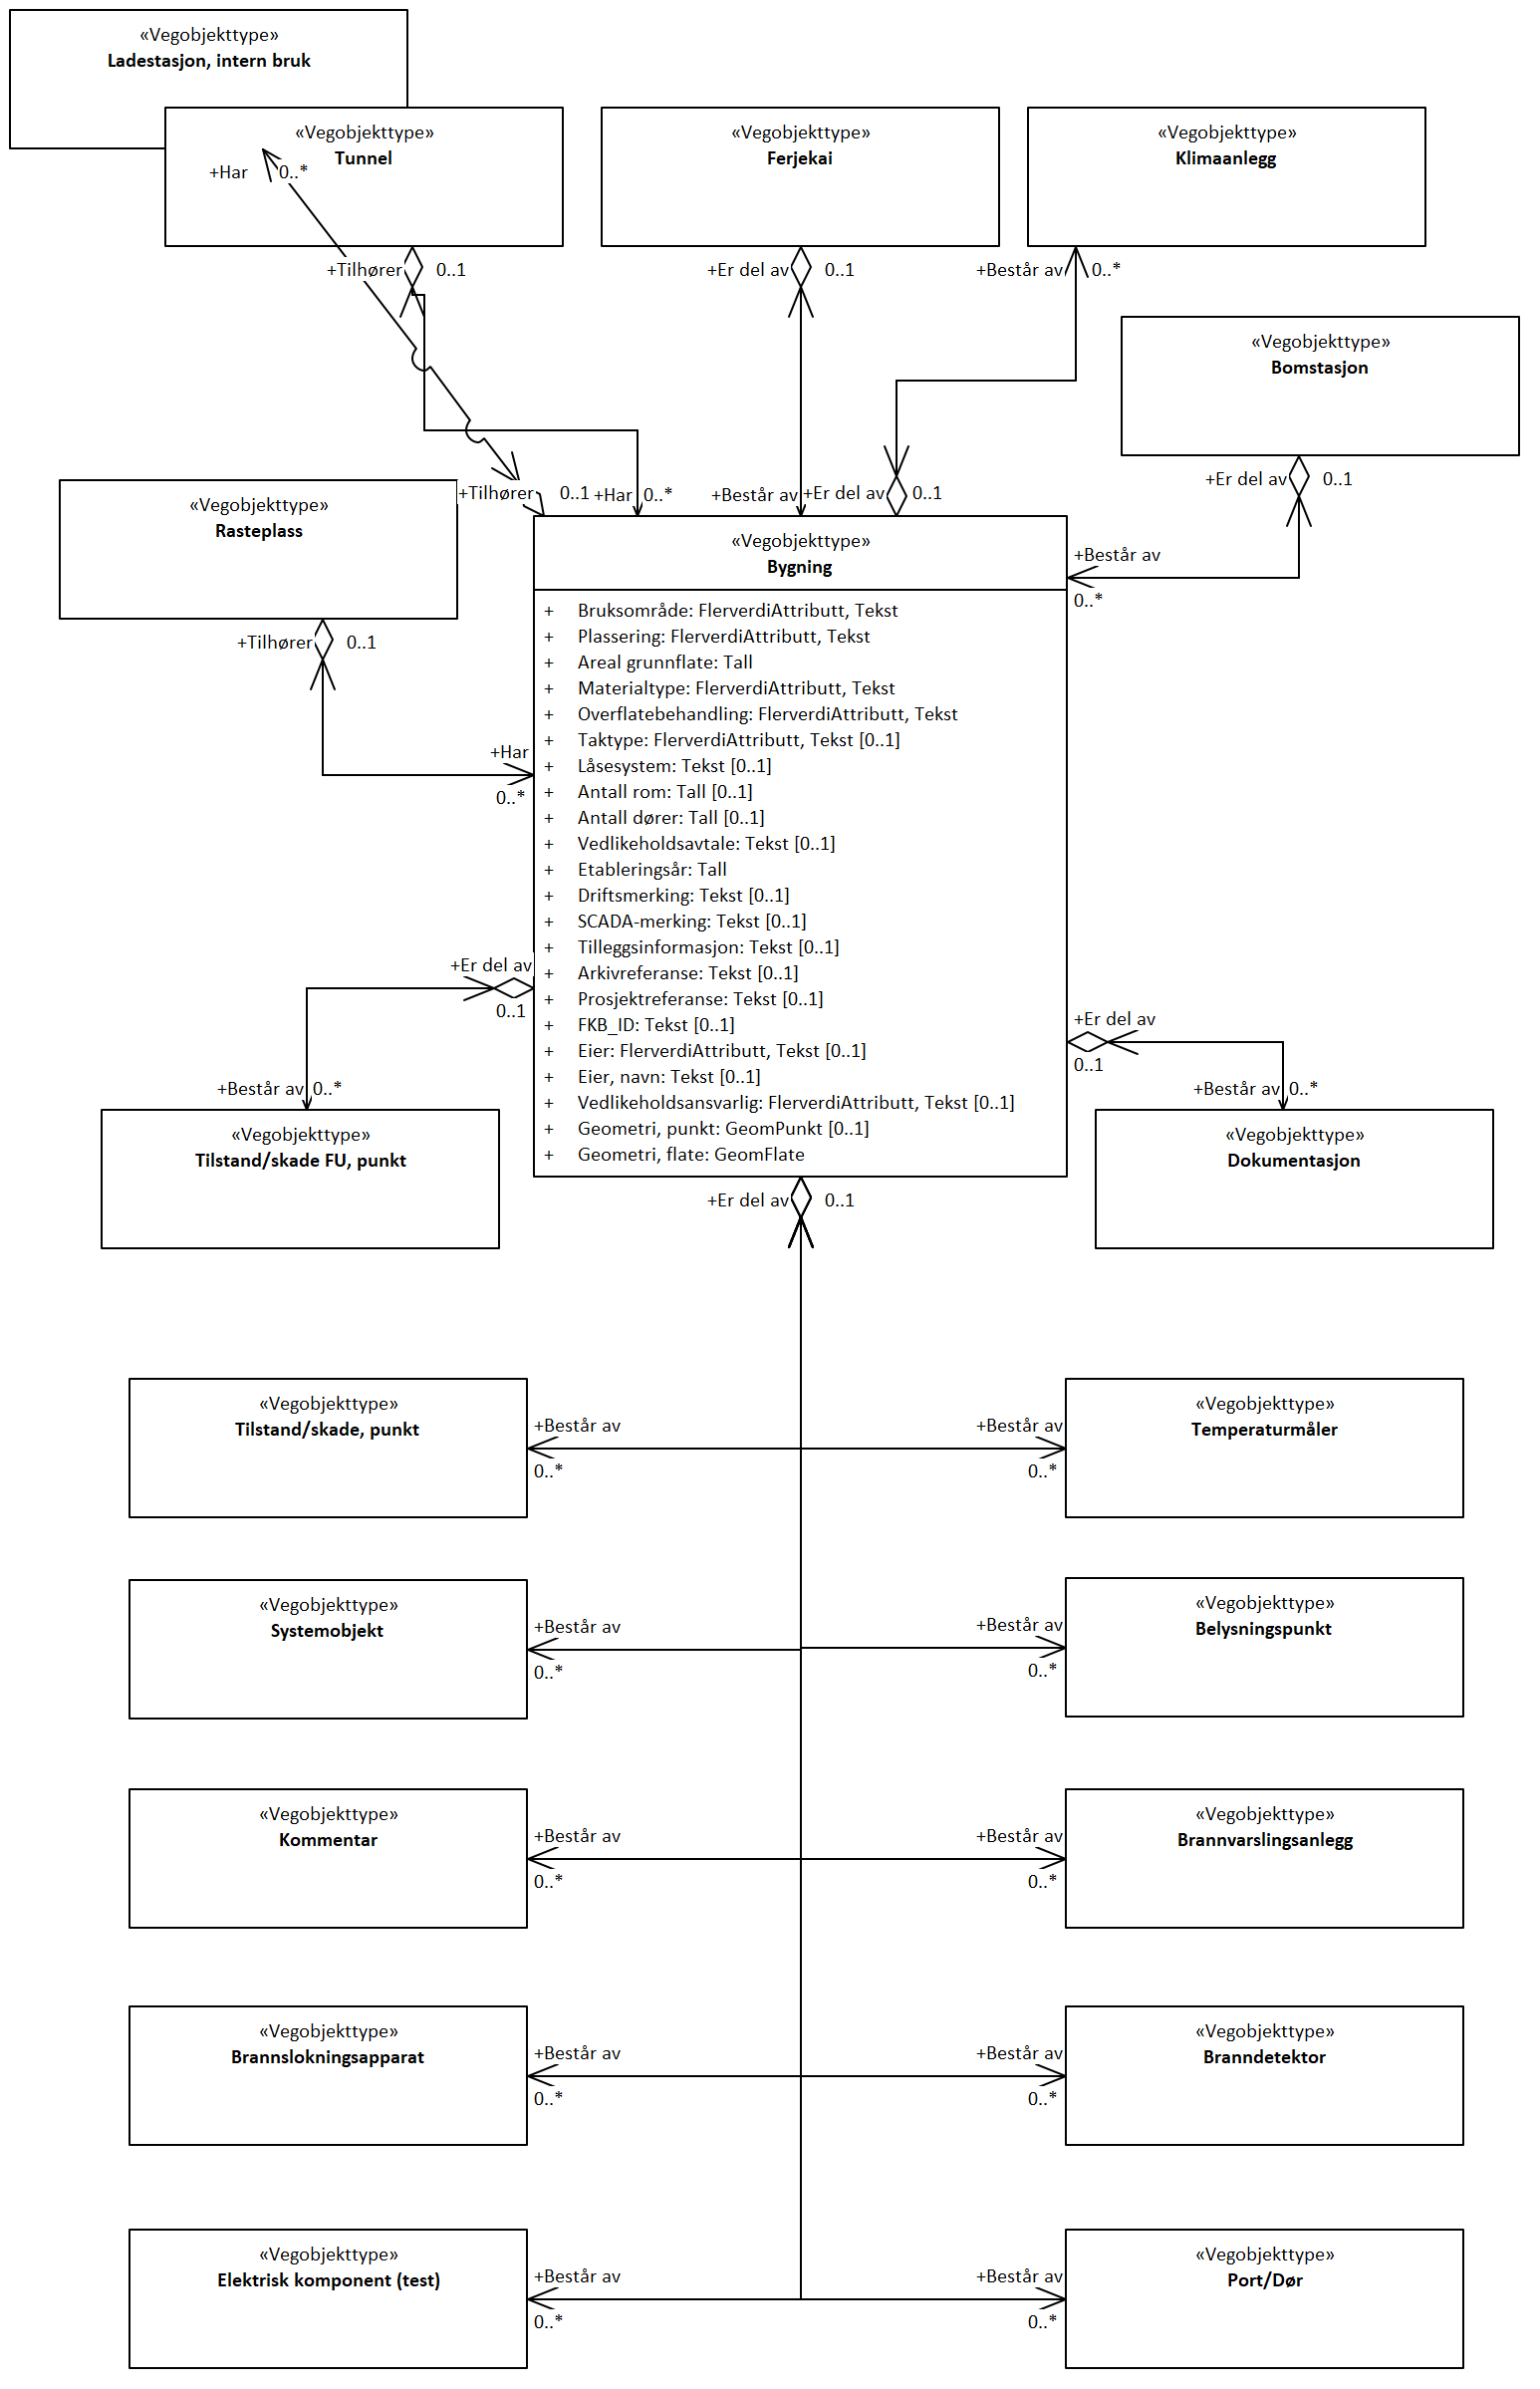 «Vegobjekttype»
Ladestasjon, intern bruk
«Vegobjekttype»
Tunnel
«Vegobjekttype»
Ferjekai
«Vegobjekttype»
Klimaanlegg
+Har 0..*
+Tilhører 0..1
+Er del av 0..1
+Består av 0..*
«Vegobjekttype»
Bomstasjon
+Er del av 0..1
«Vegobjekttype»
Rasteplass
+Tilhører 0..1
+Har 0..*
+Består av
+Er del av 0..1
+Består av
0..*
+Tilhører 0..1
+Har
0..*
«Vegobjekttype»
Bygning
+ Bruksområde: FlerverdiAttributt, Tekst
+ Plassering: FlerverdiAttributt, Tekst
+ Areal grunnflate: Tall
+ Materialtype: FlerverdiAttributt, Tekst
+ Overflatebehandling: FlerverdiAttributt, Tekst
+ Taktype: FlerverdiAttributt, Tekst [0..1]
+ Låsesystem: Tekst [0..1]
+ Antall rom: Tall [0..1]
+ Antall dører: Tall [0..1]
+ Vedlikeholdsavtale: Tekst [0..1]
+ Etableringsår: Tall
+ Driftsmerking: Tekst [0..1]
+ SCADA-merking: Tekst [0..1]
+ Tilleggsinformasjon: Tekst [0..1]
+ Arkivreferanse: Tekst [0..1]
+ Prosjektreferanse: Tekst [0..1]
+ FKB_ID: Tekst [0..1]
+ Eier: FlerverdiAttributt, Tekst [0..1]
+ Eier, navn: Tekst [0..1]
+ Vedlikeholdsansvarlig: FlerverdiAttributt, Tekst [0..1]
+ Geometri, punkt: GeomPunkt [0..1]
+ Geometri, flate: GeomFlate
+Er del av
0..1
+Består av 0..*
«Vegobjekttype»
Tilstand/skade FU, punkt
+Er del av
0..1
+Består av 0..*
«Vegobjekttype»
Dokumentasjon
+Er del av 0..1
«Vegobjekttype»
Tilstand/skade, punkt
+Består av
0..*
+Består av
0..*
«Vegobjekttype»
Temperaturmåler
«Vegobjekttype»
Systemobjekt
+Består av
0..*
+Består av
0..*
«Vegobjekttype»
Belysningspunkt
«Vegobjekttype»
Kommentar
+Består av
0..*
+Består av
0..*
«Vegobjekttype»
Brannvarslingsanlegg
«Vegobjekttype»
Brannslokningsapparat
+Består av
0..*
+Består av
0..*
«Vegobjekttype»
Branndetektor
«Vegobjekttype»
Elektrisk komponent (test)
+Består av
0..*
+Består av
0..*
«Vegobjekttype»
Port/Dør